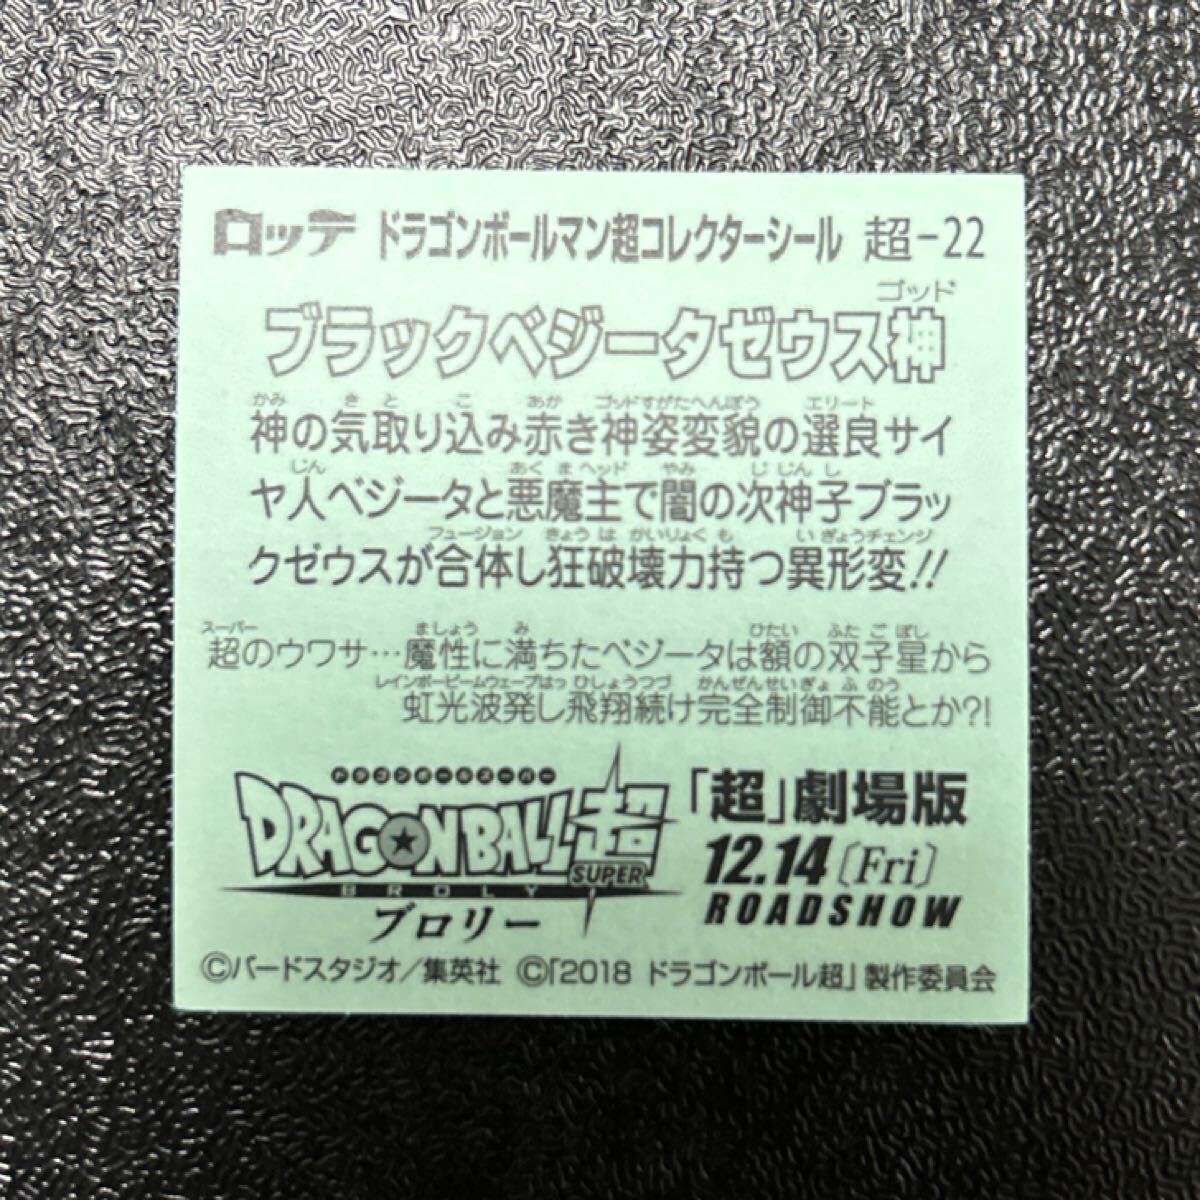 ロッテ ドラゴンボールマン超コレクターシール 超-22
ゴッド
ブラックベジータゼウス神
かみ き と こ あか ゴッドすがたへんぼう エリート
神の気取り込み赤き神姿変貌の選良サイ
じん あくまヘッド やみ じじんし
ヤ人ベジータと悪魔主で闇の次神子ブラッ
フュージョン きょうはかいりょくも いぎょうチェンジ
クゼウスが合体し狂破壊力持つ異形変!!
スーパー ましょう み ひたい ふたごぼし
超のウワサ…魔性に満ちたベジータは額の双子星から
レインボービームウェーブはっ ひしょうつづ かんぜんせいぎょふのう
虹光波発し飛翔続け完全制御不能とか?!
ドラゴンボールスーパー
DRAGONBALL超
SUPER
BROLY
ブロリー
「超」劇場版
12.14〔Fri〕
ROADSHOW
©バードスタジオ/集英社 ©「2018 ドラゴンボール超」製作委員会